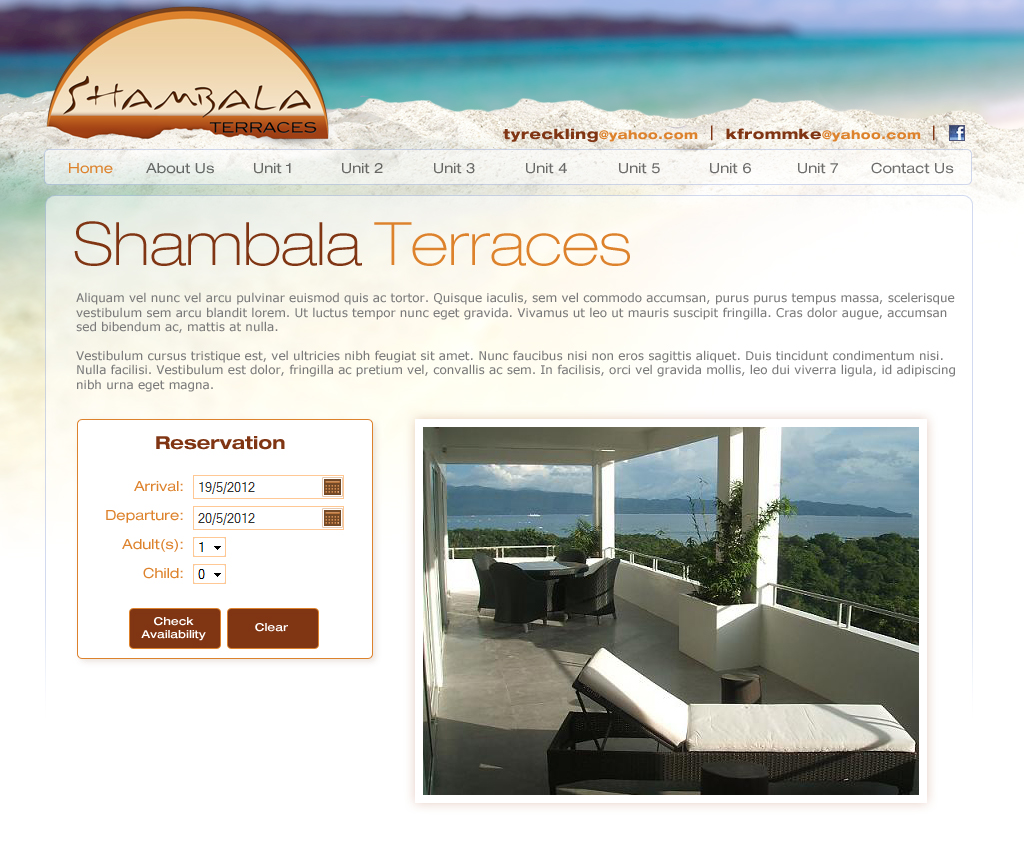 SHAMBALA
TERRACES
tyreckling@yahoo.com | kfrommke@yahoo.com |
Home About Us Unit 1 Unit 2 Unit 3 Unit 4 Unit 5 Unit 6 Unit 7 Contact Us
Shambala Terraces
Aliquam vel nunc vel arcu pulvinar euismod quis ac tortor. Quisque iaculis, sem vel commodo accumsan, purus purus tempus massa, scelerisque
vestibulum sem arcu blandit lorem. Ut luctus tempor nunc eget gravida. Vivamus ut leo ut mauris suscipit fringilla. Cras dolor augue, accumsan
sed bibendum ac, mattis at nulla.
Vestibulum cursus tristique est, vel ultricies nibh feugiat sit amet. Nunc faucibus nisi non eros sagittis aliquet. Duis tincidunt condimentum nisi.
Nulla facilisi. Vestibulum est dolor, fringilla ac pretium vel, convallis ac sem. In facilisis, orci vel gravida mollis, leo dui viverra ligula, id adipiscing
nibh urna eget magna.
Reservation
Arrival: 19/5/2012
Departure: 20/5/2012
Adult(s): 1
Child: 0
Check
Availability
Clear